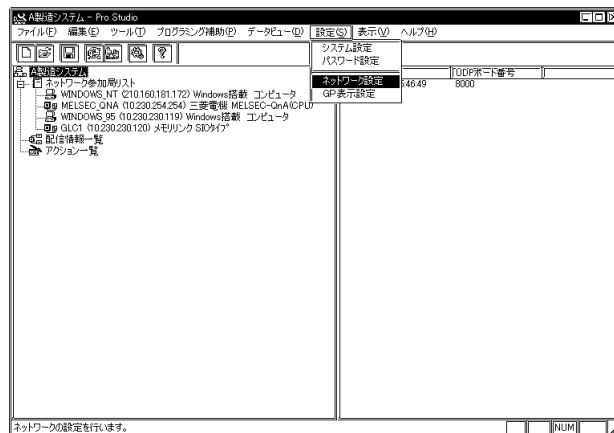 A製造システム - Pro Studio
ファイル(F) 編集(E) ツール(T) プログラミング補助(P) データビュー(D) 設定(S) 表示(V) ヘルプ(H)
システム設定
パスワード設定
ネットワーク設定
GP表示設定
A製造システム
ネットワーク参加局リスト
WINDOWS_NT (210.160.181.172) Windows搭載 コンピュータ
MELSEC_QNA (10.230.254.254) 三菱電機 MELSEC-QnA(CPU)
WINDOWS_95 (10.230.230.119) Windows搭載 コンピュータ
GLC1 (10.230.230.120) メモリリンク SIOタイプ
配信情報一覧
アクション一覧
UDPポート番号
:46:49 8000
ネットワークの設定を行います。
NUM